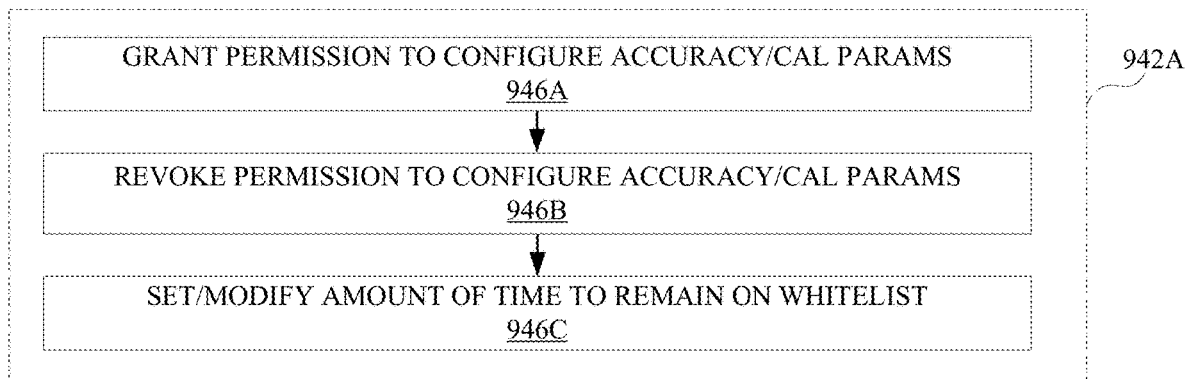 GRANT PERMISSION TO CONFIGURE ACCURACY/CAL PARAMS
946A
942A
REVOKE PERMISSION TO CONFIGURE ACCURACY/CAL PARAMS
946B
SET/MODIFY AMOUNT OF TIME TO REMAIN ON WHITELIST
946C